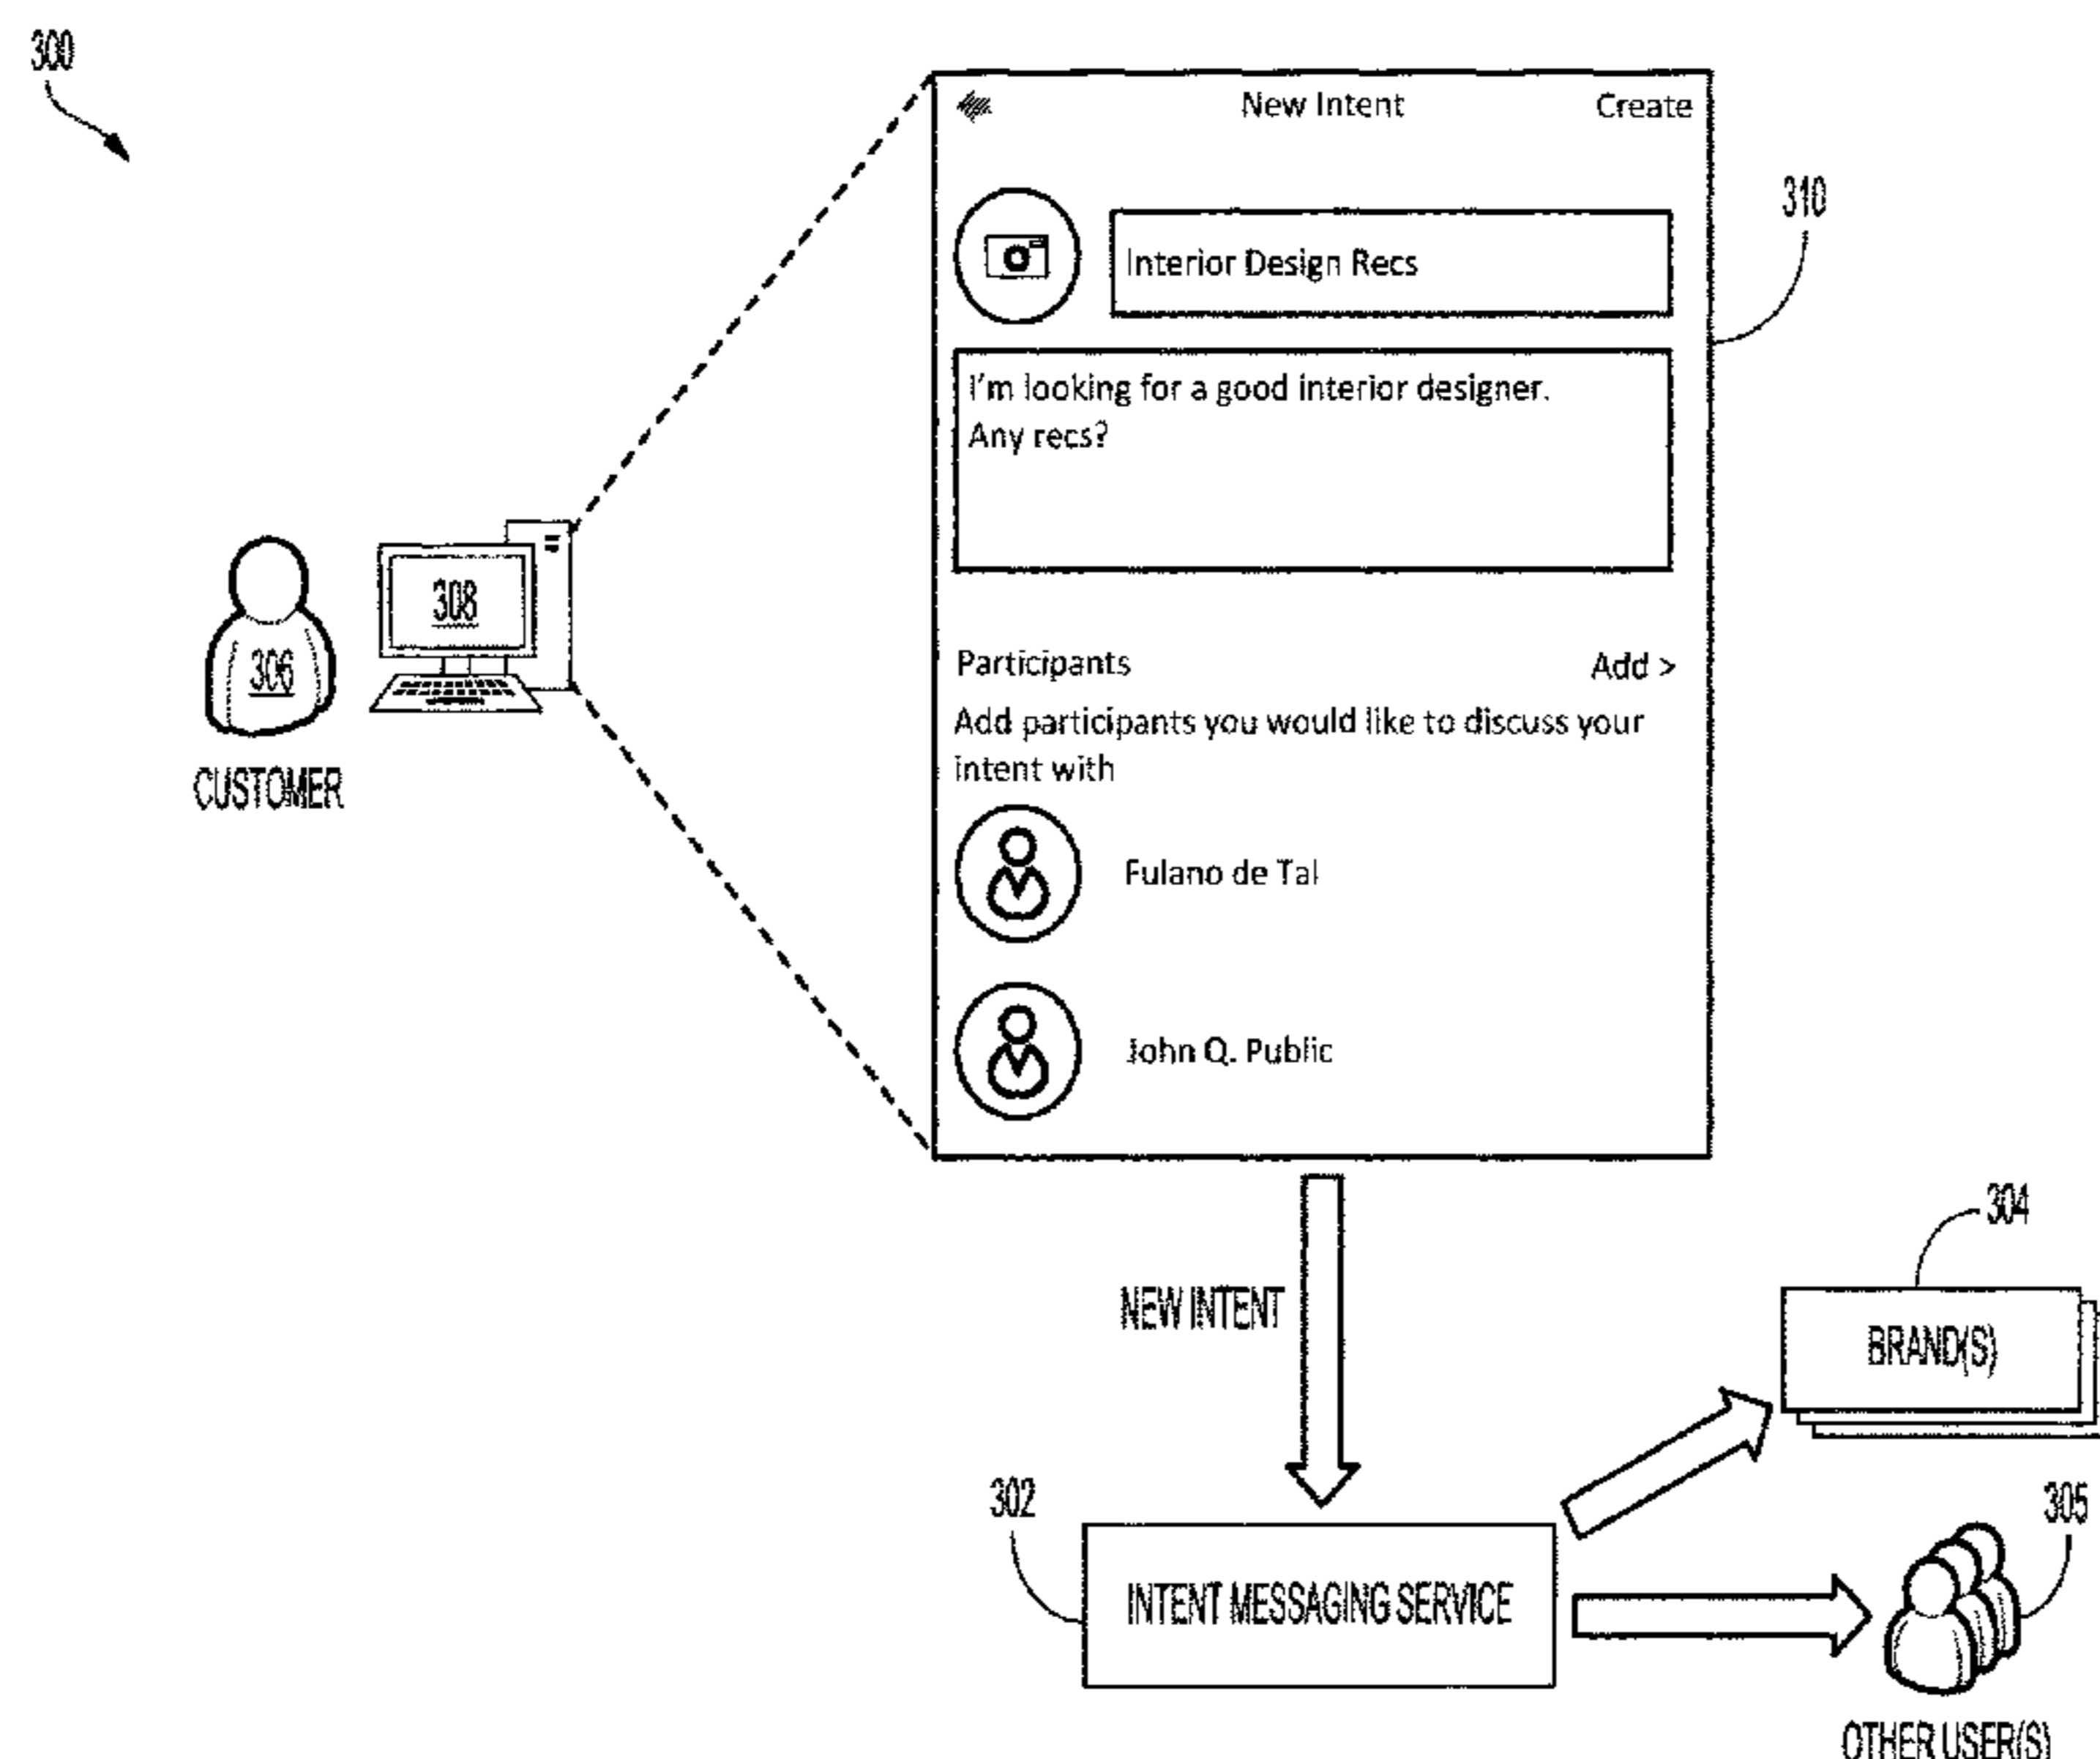 300
New Intent
Create
310
Interior Design Recs
I'm looking for a good interior designer.
Any recs?
308
306
CUSTOMER
Participants
Add >
Add participants you would like to discuss your
intent with
Fulano de Tal
John Q. Public
304
NEW INTENT
BRAND(S)
302
305
INTENT MESSAGING SERVICE
OTHER USER(S)